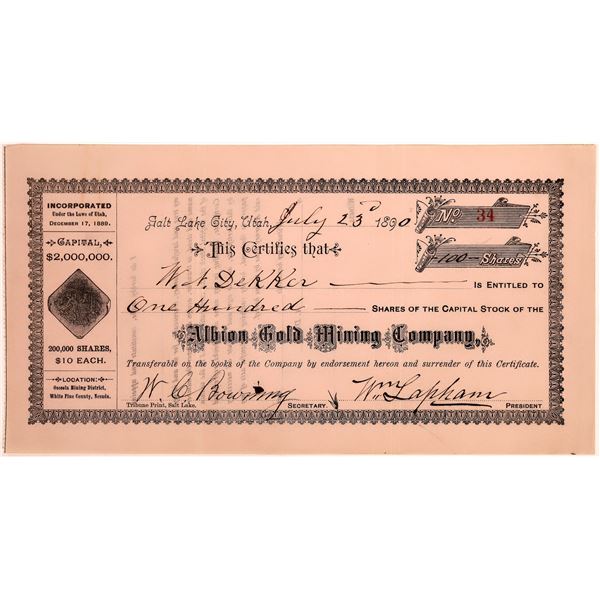 INCORPORATED
Under the Laws of Utah,
DECEMBER 17, 1889.
CAPITAL,
$2,000,000.
200,000 SHARES,
$10 EACH.
LOCATION:
Osceola Mining District,
White Pine County, Nevada.
Salt Lake City, Utah, July 23d 1890
No. 34
This Certifies that
100 Shares
W. A. Dekker IS ENTITLED TO
One Hundred SHARES OF THE CAPITAL STOCK OF THE
Albion Gold Mining Company,
Transferable on the books of the Company by endorsement hereon and surrender of this Certificate.
W. C. Browning Wm Lapham
Tribune Print, Salt Lake. SECRETARY. PRESIDENT